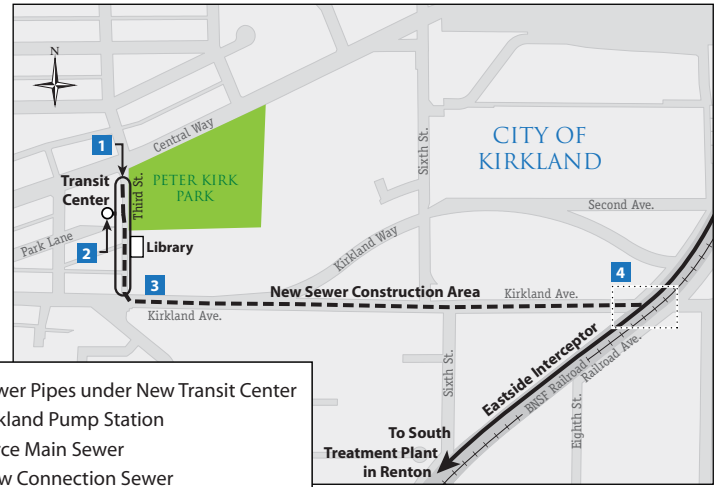 N
Central Way
1
Transit
Center
Third St.
PETER KIRK
PARK
Sixth St.
CITY OF
KIRKLAND
Second Ave.
Park Lane
2
Library
Kirkland Way
3
4
New Sewer Construction Area
Kirkland Ave.
Kirkland Ave.
Sixth St.
Eastside Interceptor
BNSF Railroad
Railroad Ave.
Eighth St.
To South
Treatment Plant
in Renton
Pipes under New Transit Center
Pump Station
Main Sewer
Connection Sewer